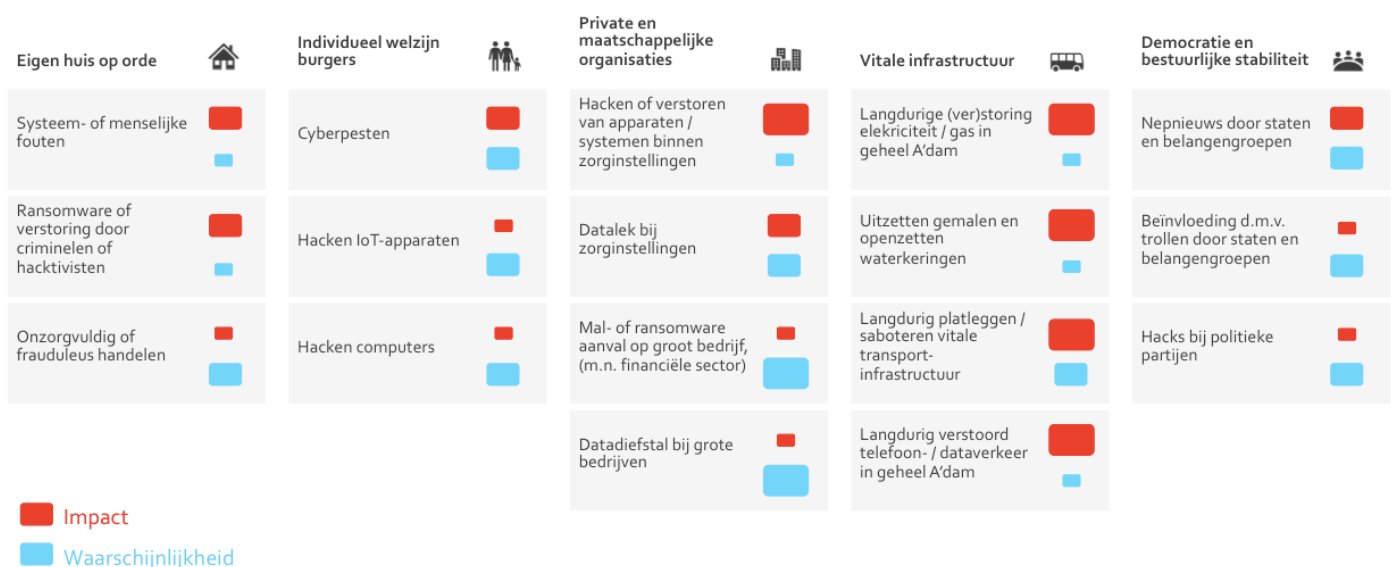 Eigen huis op orde
Systeem- of menselijke
fouten
Ransomware of
verstoring door
criminelen of
hacktivisten
Onzorgvuldig of
frauduleus handelen
Individueel welzijn
burgers
Cyberpesten
Hacken IoT-apparaten
Hacken computers
Private en
maatschappelijke
organisaties
Hacken of verstoren
van apparaten /
systemen binnen
zorginstellingen
Datalek bij
zorginstellingen
Mal- of ransomware
aanval op groot bedrijf,
(m.n. financiële sector)
Datadiefstal bij grote
bedrijven
Vitale infrastructuur
Langdurige (ver)storing
elekriciteit / gas in
geheel A'dam
Uitzetten gemalen en
openzetten
waterkeringen
Langdurig platleggen /
saboteren vitale
transport-
infrastructuur
Langdurig verstoord
telefoon- / dataverkeer
in geheel A'dam
Democratie en
bestuurlijke stabiliteit
Nepnieuws door staten
en belangengroepen
Beïnvloeding d.m.v.
trollen door staten en
belangengroepen
Hacks bij politieke
partijen
Impact
Waarschijnlijkheid